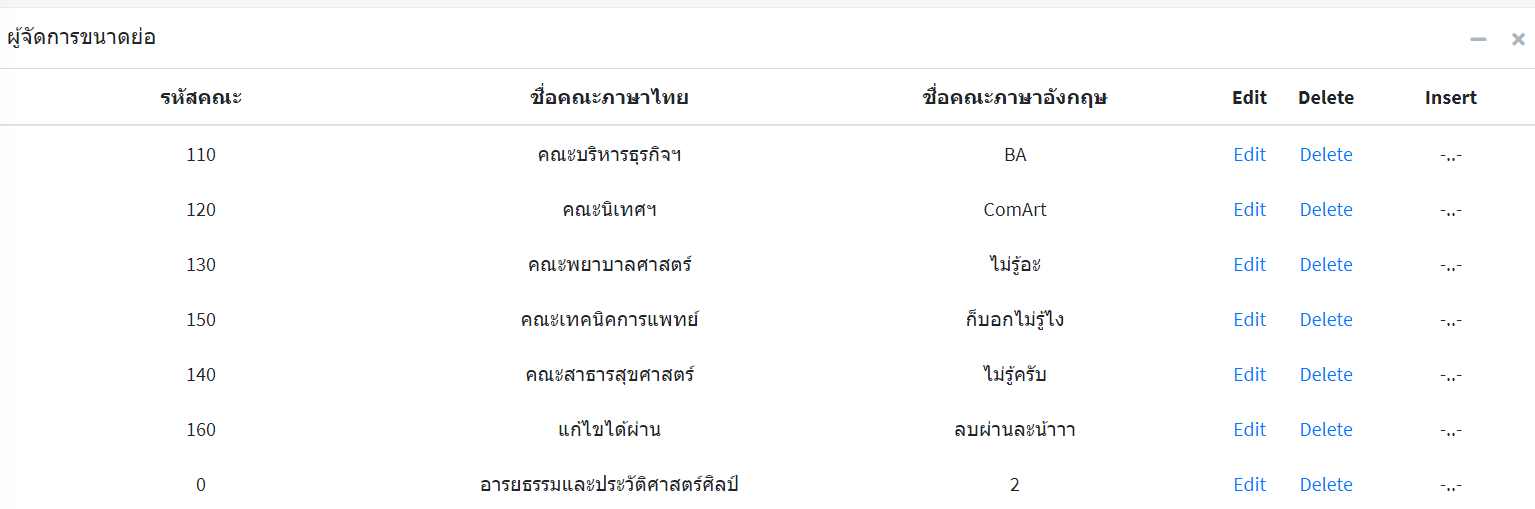 ผู้จัดการขนาดย่อ
รหัสคณะ ชื่อคณะภาษาไทย ชื่อคณะภาษาอังกฤษ Edit Delete Insert
110 คณะบริหารธุรกิจฯ BA Edit Delete -..-
120 คณะนิเทศฯ ComArt Edit Delete -..-
130 คณะพยาบาลศาสตร์ ไม่รู้อะ Edit Delete -..-
150 คณะเทคนิคการแพทย์ ก็บอกไม่รู้ไง Edit Delete -..-
140 คณะสาธารสุขศาสตร์ ไม่รู้ครับ Edit Delete -..-
160 แก้ไขได้ผ่าน ลบผ่านละน้าาา Edit Delete -..-
0 อารยธรรมและประวัติศาสตร์ศิลป์ 2 Edit Delete -..-